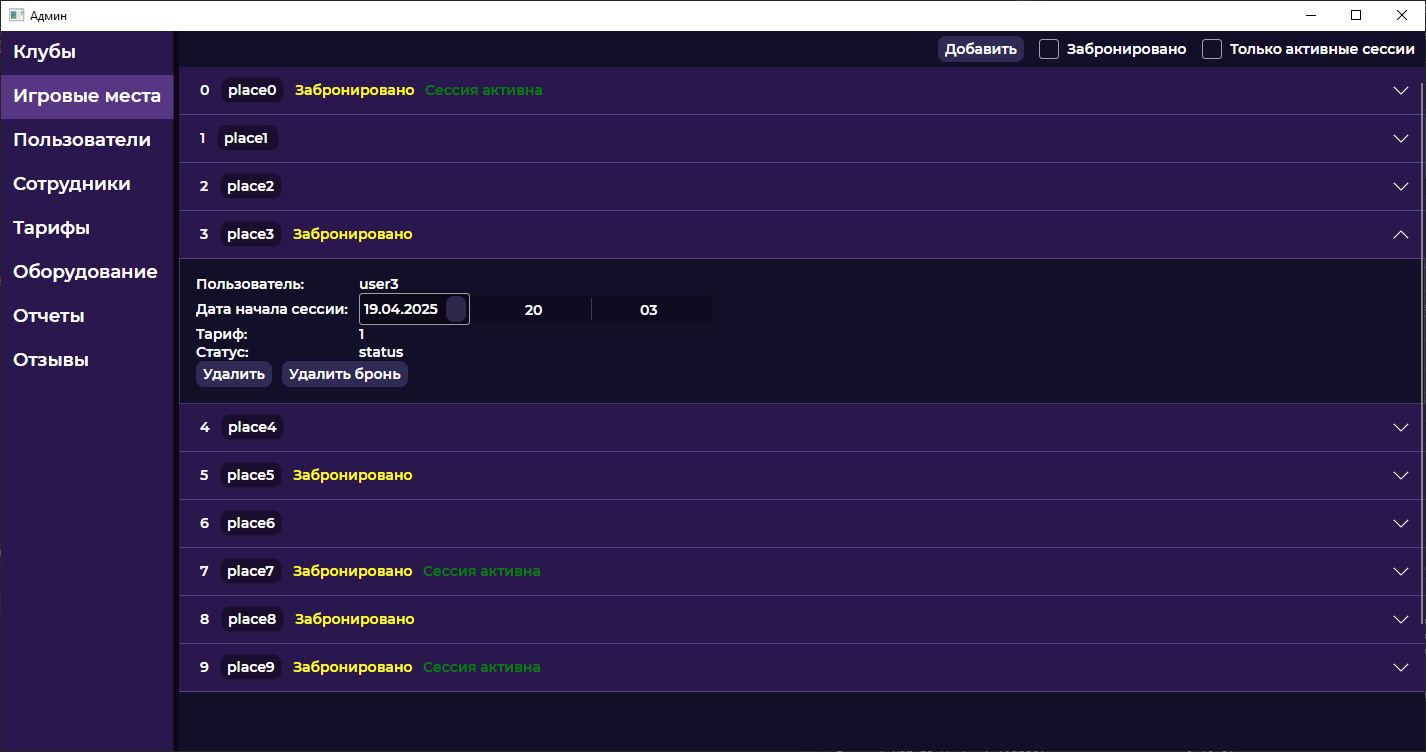 Админ
Клубы
Игровые места
Пользователи
Сотрудники
Тарифы
Оборудование
Отчеты
Отзывы
Добавить Забронировано Только активные сессии
0 place0 Забронировано Сессия активна
1 place1
2 place2
3 place3 Забронировано
Пользователь: user3
Дата начала сессии: 19.04.2025 20 03
Тариф: 1
Статус: status
Удалить Удалить бронь
4 place4
5 place5 Забронировано
6 place6
7 place7 Забронировано Сессия активна
8 place8 Забронировано
9 place9 Забронировано Сессия активна